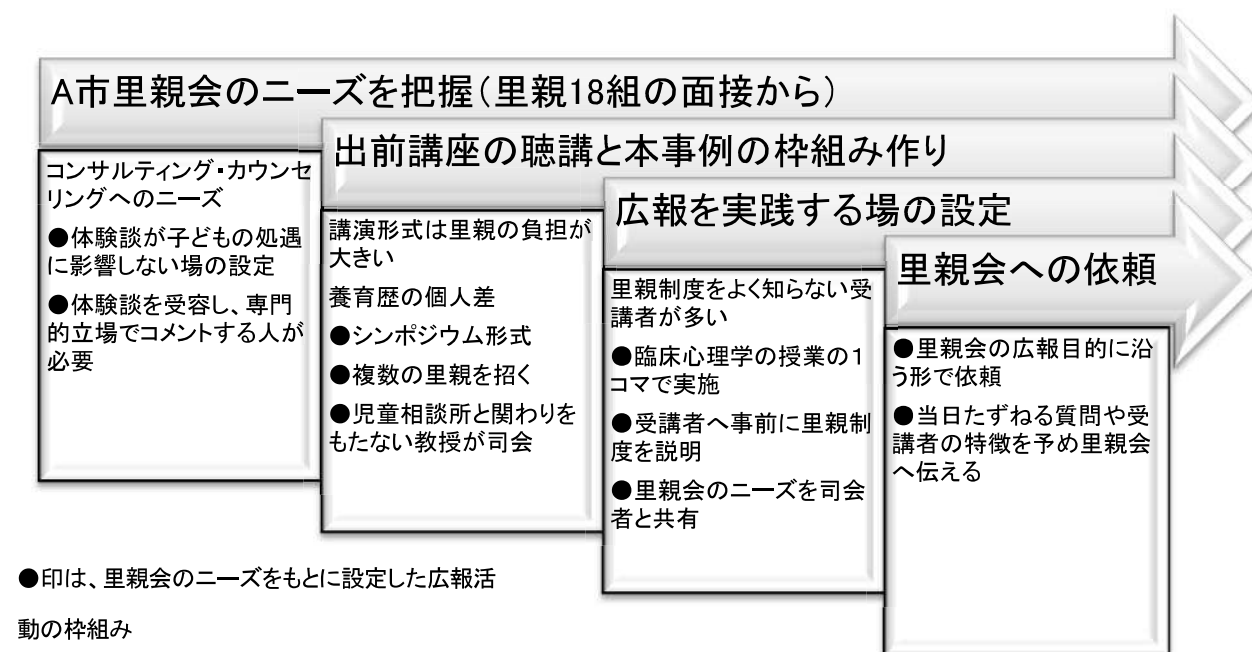 A市里親会のニーズを把握（里親18組の面接から）
コンサルティング・カウンセ
リングへのニーズ
●体験談が子どもの処遇
に影響しない場の設定
●体験談を受容し、専門
的立場でコメントする人が
必要
出前講座の聴講と本事例の枠組み作り
講演形式は里親の負担が
大きい
養育歴の個人差
●シンポジウム形式
●複数の里親を招く
●児童相談所と関わりを
もたない教授が司会
広報を実践する場の設定
里親制度をよく知らない受
講者が多い
●臨床心理学の授業の1
コマで実施
●受講者へ事前に里親制
度を説明
●里親会のニーズを司会
者と共有
里親会への依頼
●里親会の広報目的に沿
う形で依頼
●当日たずねる質問や受
講者の特徴を予め里親会
へ伝える
●印は、里親会のニーズをもとに設定した広報活
動の枠組み